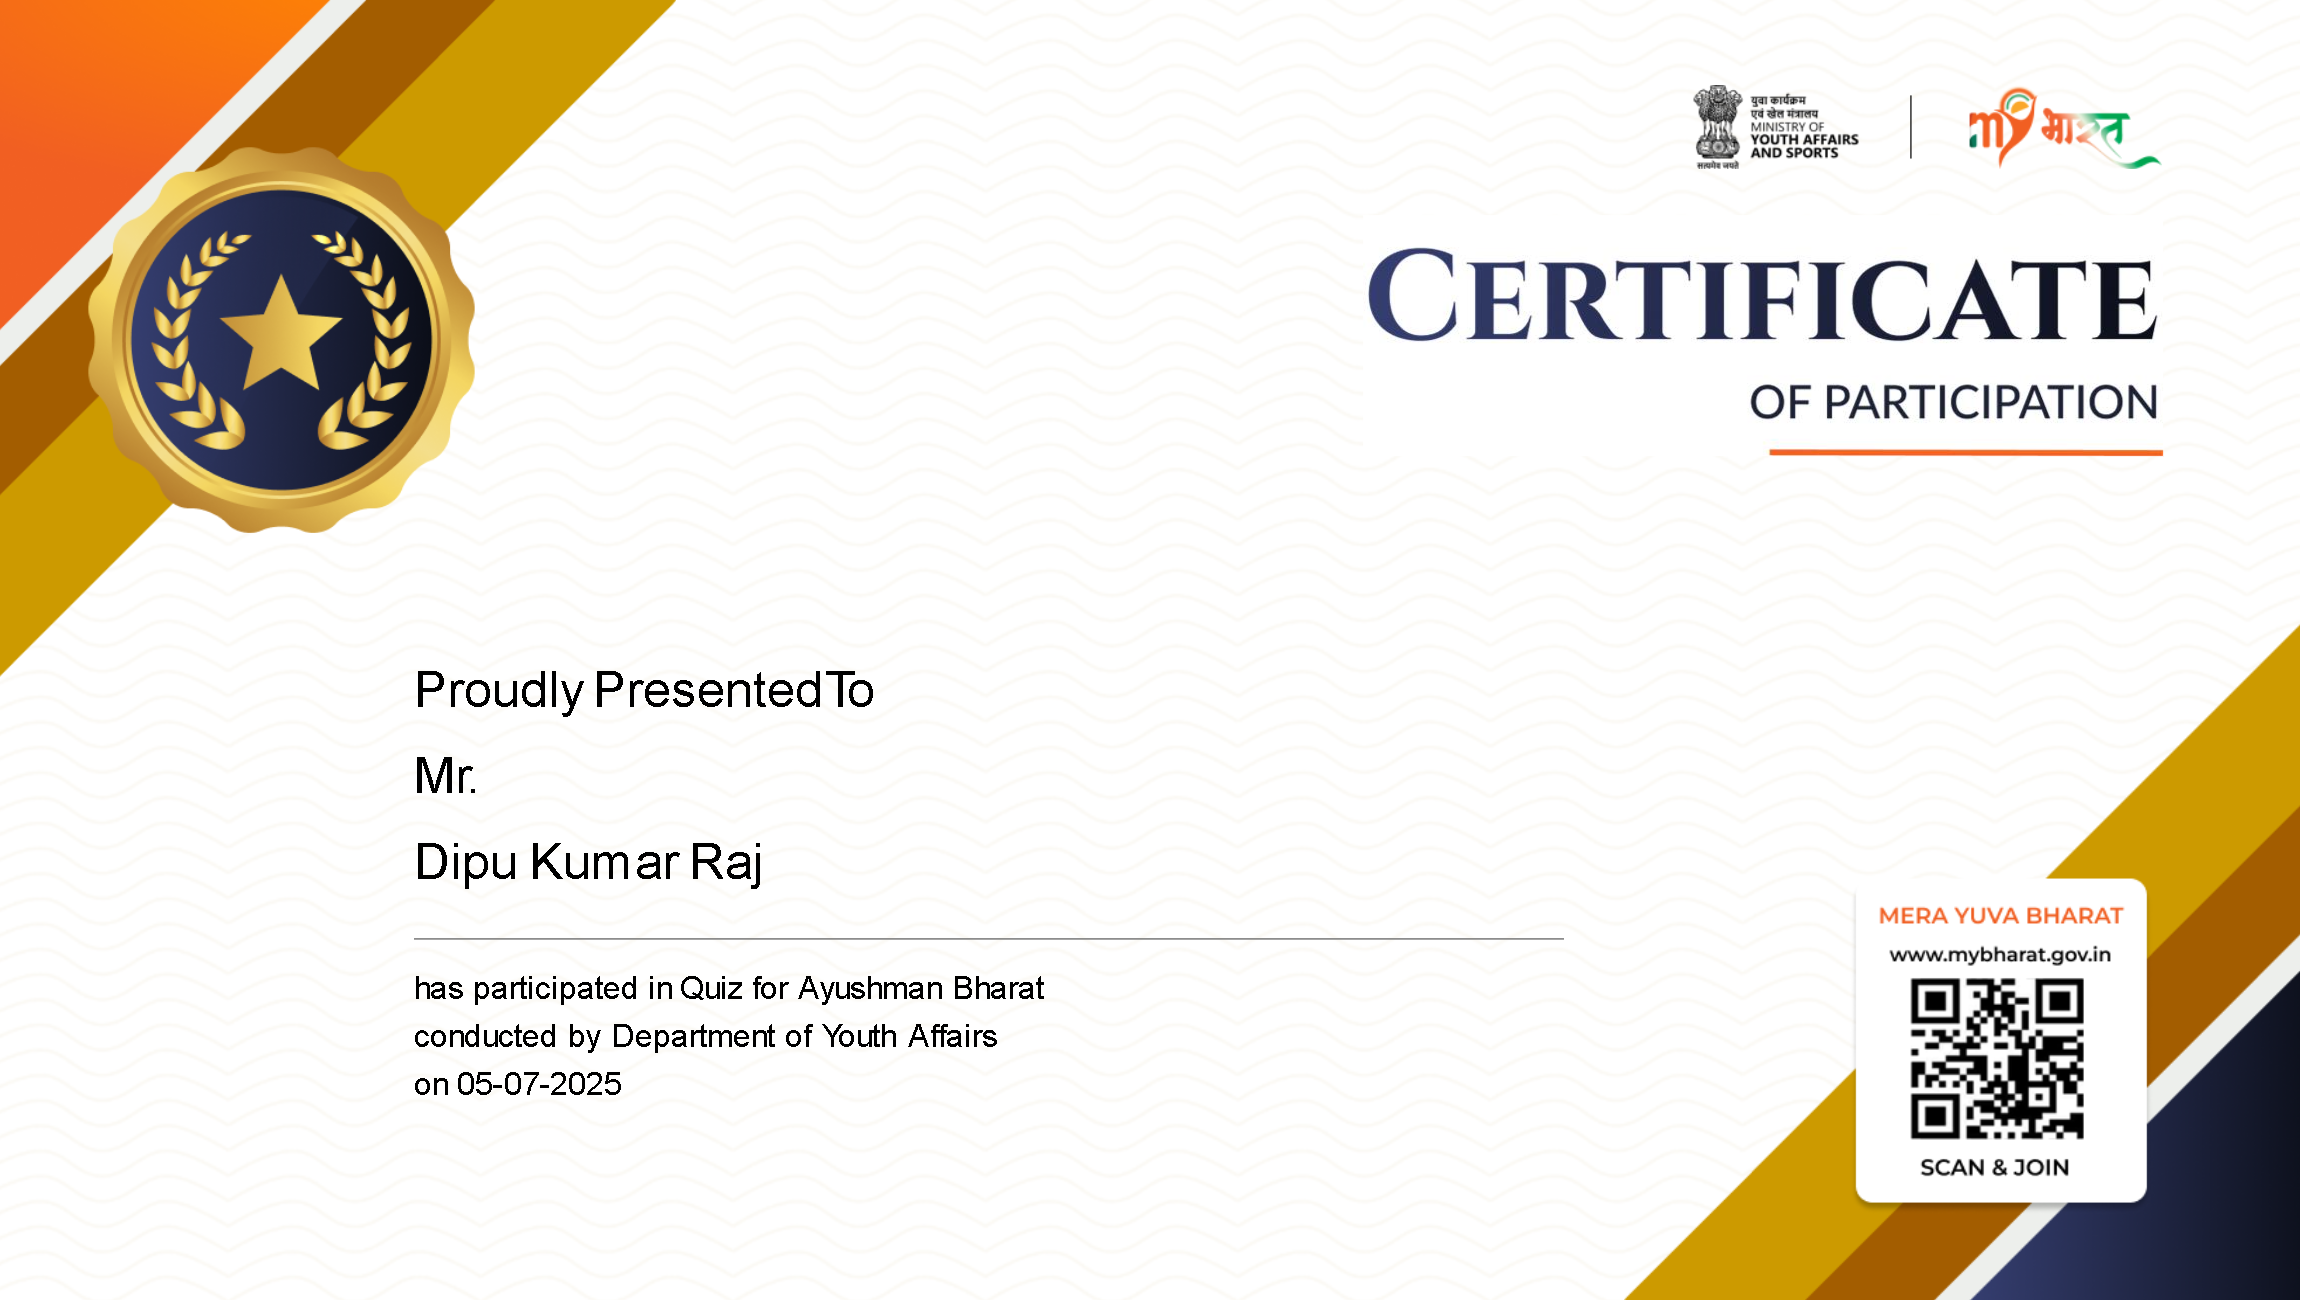 युवा कार्यक्रम
एवं खेल मंत्रालय
MINISTRY OF
YOUTH AFFAIRS
AND SPORTS
सत्यमेव जयते
my भारत
CERTIFICATE
OF PARTICIPATION
Proudly Presented To
Mr.
Dipu Kumar Raj
has participated in Quiz for Ayushman Bharat
conducted by Department of Youth Affairs
on 05-07-2025
MERA YUVA BHARAT
www.mybharat.gov.in
SCAN & JOIN